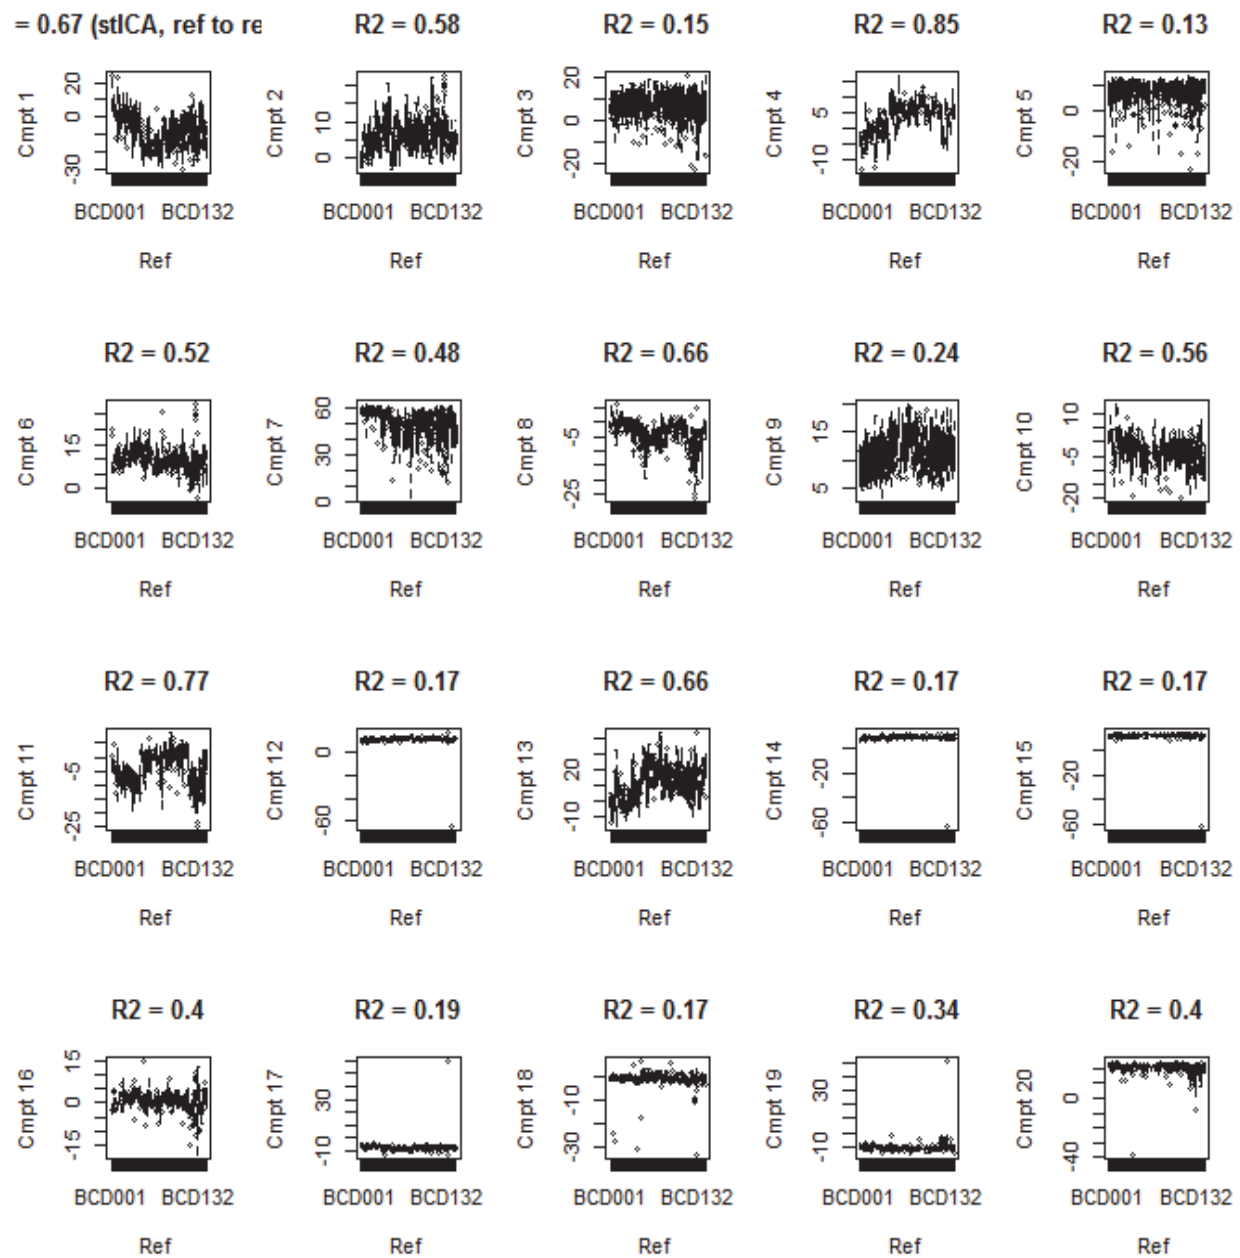 = 0.67 (stICA, ref to re R2 = 0.58 R2 = 0.15 R2 = 0.85 R2 = 0.13
Cmpt 1 20 0 -30 Cmpt 2 10 0 Cmpt 3 20 0 -20 Cmpt 4 5 -10 Cmpt 5 0 -20
BCD001 BCD132 BCD001 BCD132 BCD001 BCD132 BCD001 BCD132 BCD001 BCD132
Ref Ref Ref Ref Ref
R2 = 0.52 R2 = 0.48 R2 = 0.66 R2 = 0.24 R2 = 0.56
Cmpt 6 15 0 Cmpt 7 60 30 0 Cmpt 8 -5 -25 Cmpt 9 15 5 Cmpt 10 10 -5 -20
BCD001 BCD132 BCD001 BCD132 BCD001 BCD132 BCD001 BCD132 BCD001 BCD132
Ref Ref Ref Ref Ref
R2 = 0.77 R2 = 0.17 R2 = 0.66 R2 = 0.17 R2 = 0.17
Cmpt 11 -5 -25 Cmpt 12 0 -60 Cmpt 13 20 -10 Cmpt 14 -20 -60 Cmpt 15 -20 -60
BCD001 BCD132 BCD001 BCD132 BCD001 BCD132 BCD001 BCD132 BCD001 BCD132
Ref Ref Ref Ref Ref
R2 = 0.4 R2 = 0.19 R2 = 0.17 R2 = 0.34 R2 = 0.4
Cmpt 16 15 0 -15 Cmpt 17 30 -10 Cmpt 18 -10 -30 Cmpt 19 30 -10 Cmpt 20 0 -40
BCD001 BCD132 BCD001 BCD132 BCD001 BCD132 BCD001 BCD132 BCD001 BCD132
Ref Ref Ref Ref Ref